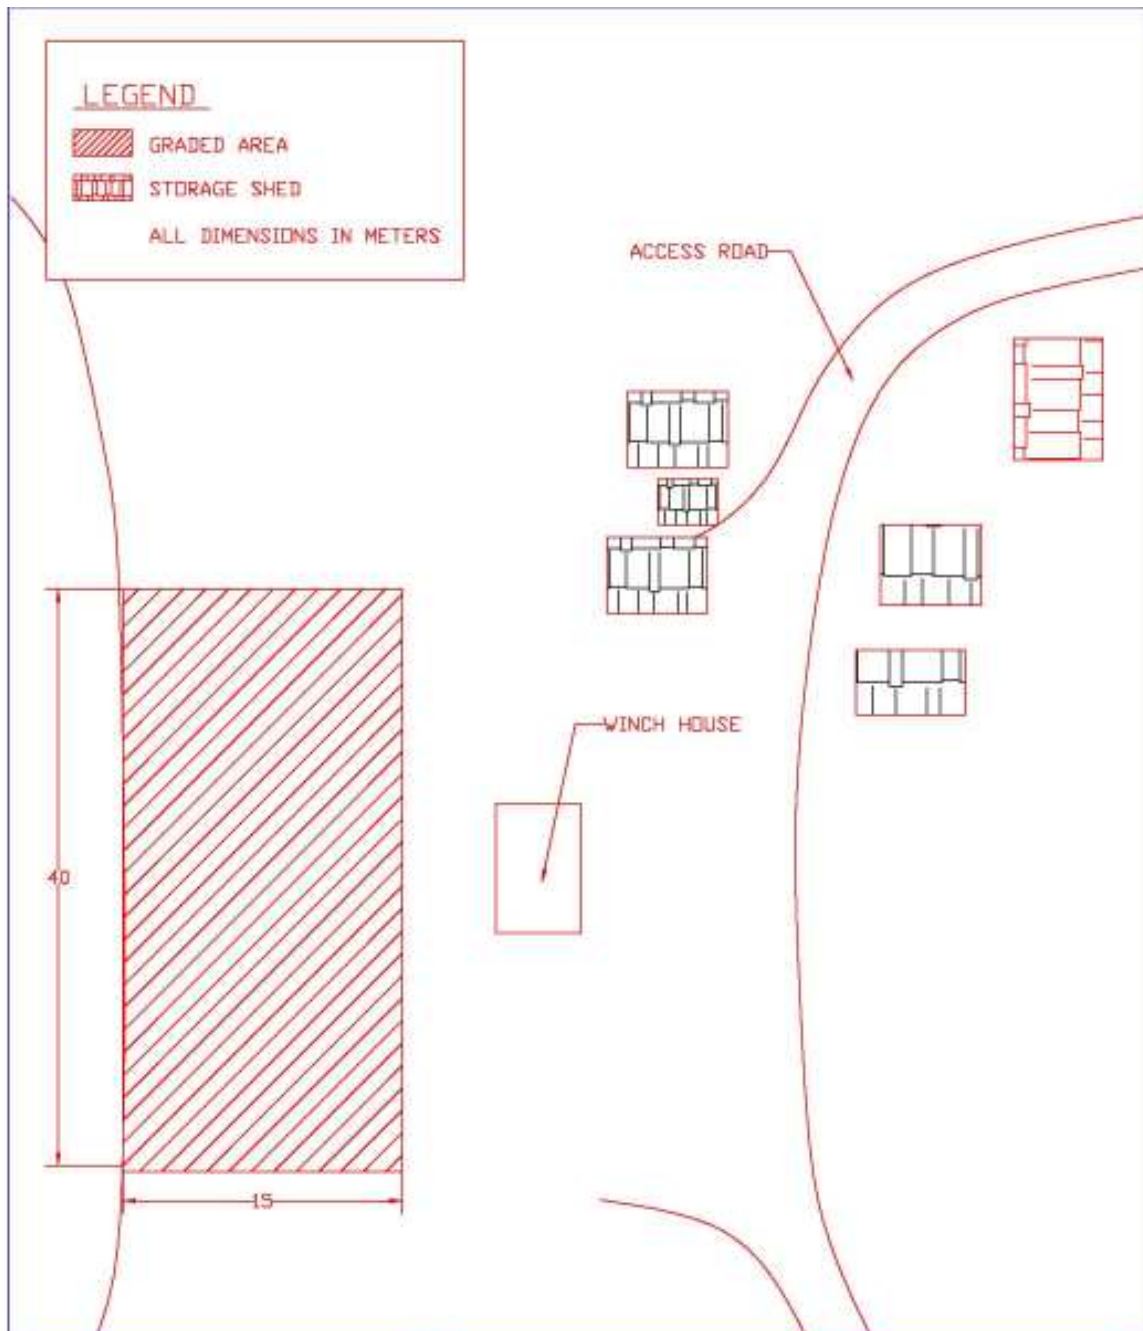 LEGEND
GRADED AREA
STORAGE SHED
ALL DIMENSIONS IN METERS
ACCESS ROAD
WINCH HOUSE
40
15